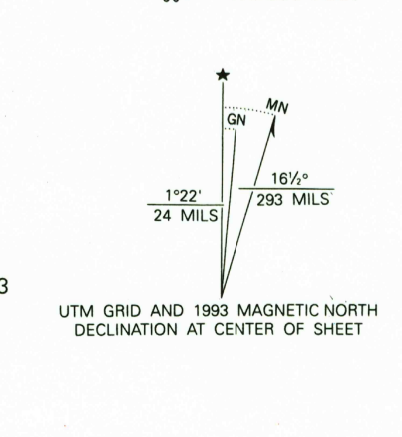 ★
MN
GN
16½°
293 MILS
1°22'
24 MILS
3
UTM GRID AND 1993 MAGNETIC NORTH
DECLINATION AT CENTER OF SHEET